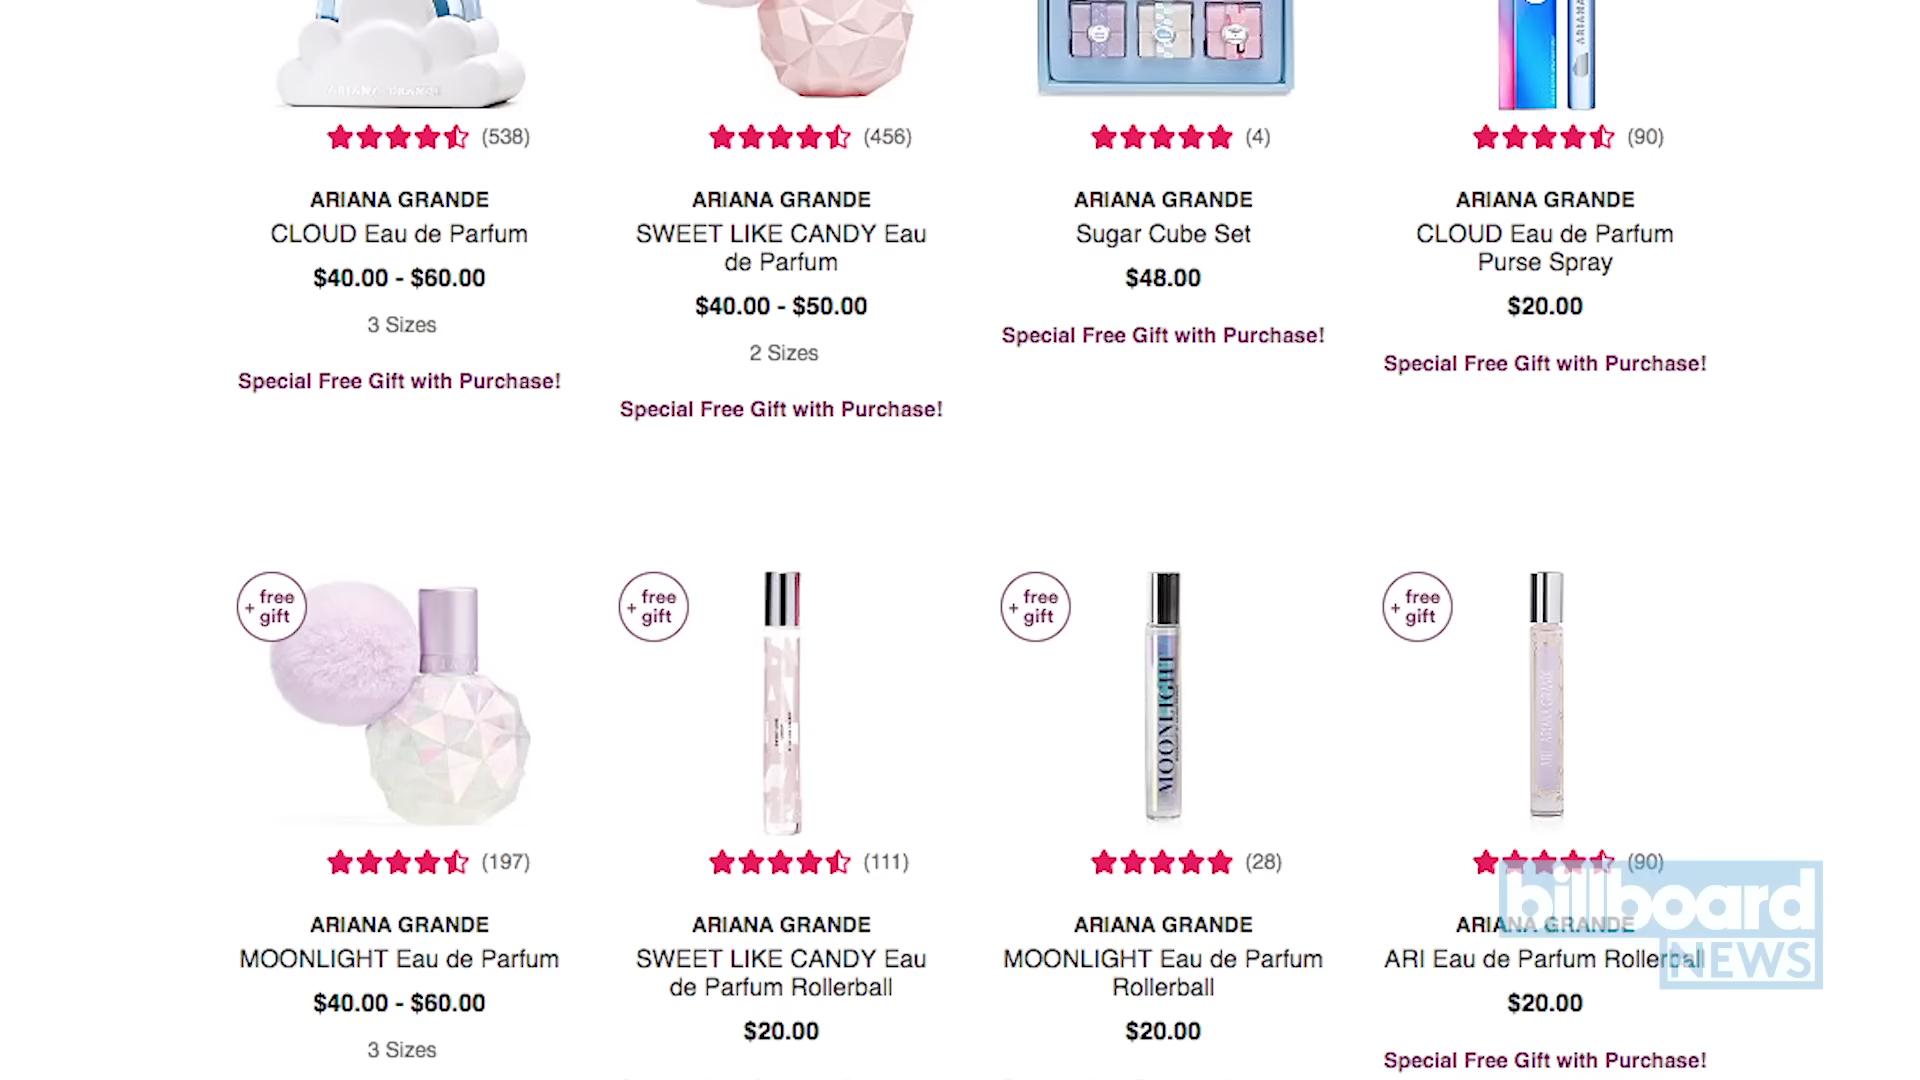 ARIANA GRANDE
ARIANA
(538)
(456)
(4)
(90)
ARIANA GRANDE
CLOUD Eau de Parfum
$40.00 - $60.00
3 Sizes
Special Free Gift with Purchase!
ARIANA GRANDE
SWEET LIKE CANDY Eau
de Parfum
$40.00 - $50.00
2 Sizes
Special Free Gift with Purchase!
ARIANA GRANDE
Sugar Cube Set
$48.00
Special Free Gift with Purchase!
ARIANA GRANDE
CLOUD Eau de Parfum
Purse Spray
$20.00
Special Free Gift with Purchase!
+ free
gift
+ free
gift
+ free
gift
+ free
gift
MOONLIGHT
ARI ARIANA GRANDE
(197)
ARIANA GRANDE
MOONLIGHT Eau de Parfum
$40.00 - $60.00
3 Sizes
(111)
ARIANA GRANDE
SWEET LIKE CANDY Eau
de Parfum Rollerball
$20.00
(28)
ARIANA GRANDE
MOONLIGHT Eau de Parfum
Rollerball
$20.00
(90)
ARIANA GRANDE
ARI Eau de Parfum Rollerball
$20.00
Special Free Gift with Purchase!
billboard
NEWS